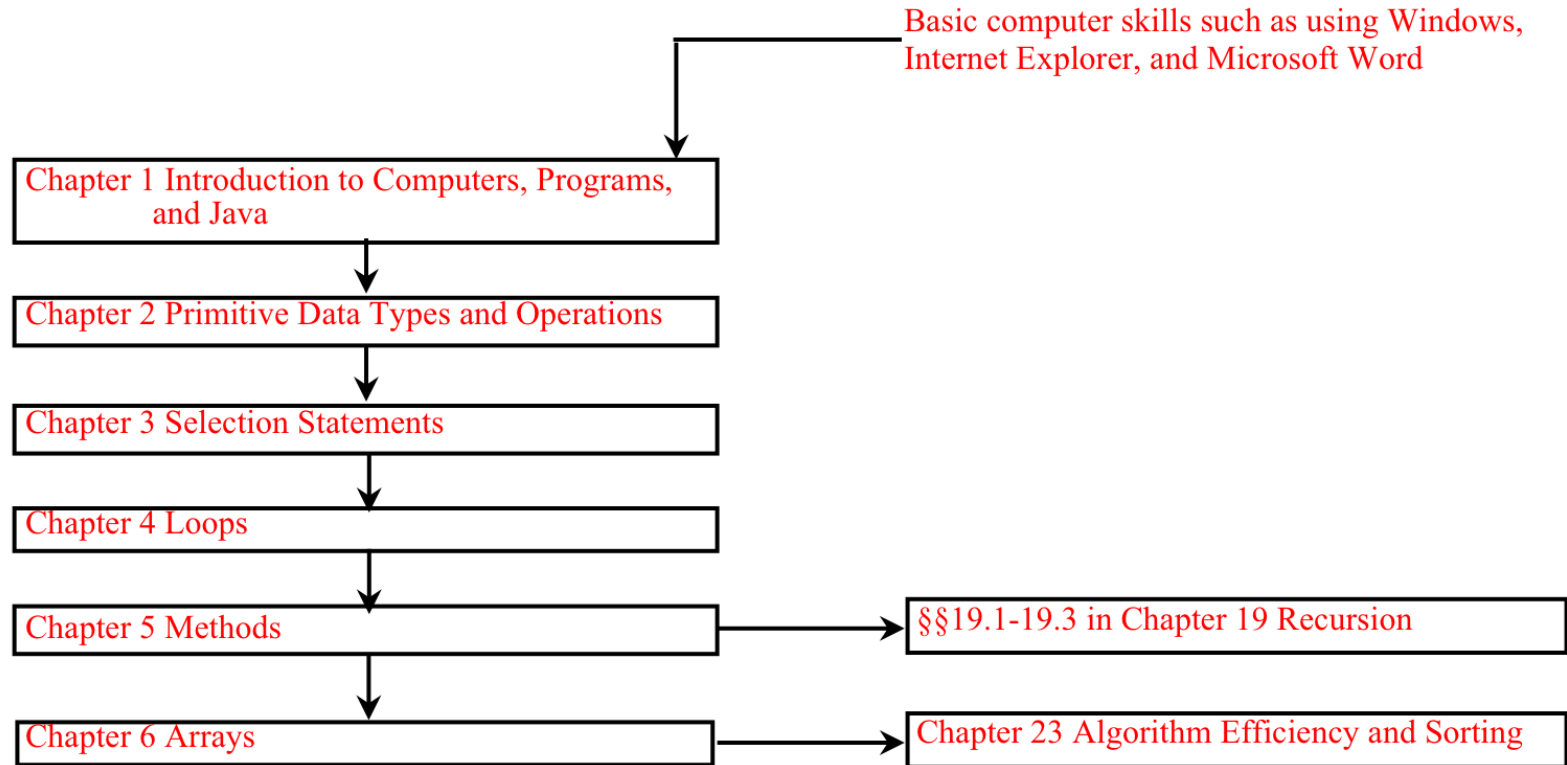 Basic computer skills such as using Windows,
Internet Explorer, and Microsoft Word
Chapter 1 Introduction to Computers, Programs,
and Java
Chapter 2 Primitive Data Types and Operations
Chapter 3 Selection Statements
Chapter 4 Loops
Chapter 5 Methods
§§19.1-19.3 in Chapter 19 Recursion
Chapter 6 Arrays
Chapter 23 Algorithm Efficiency and Sorting